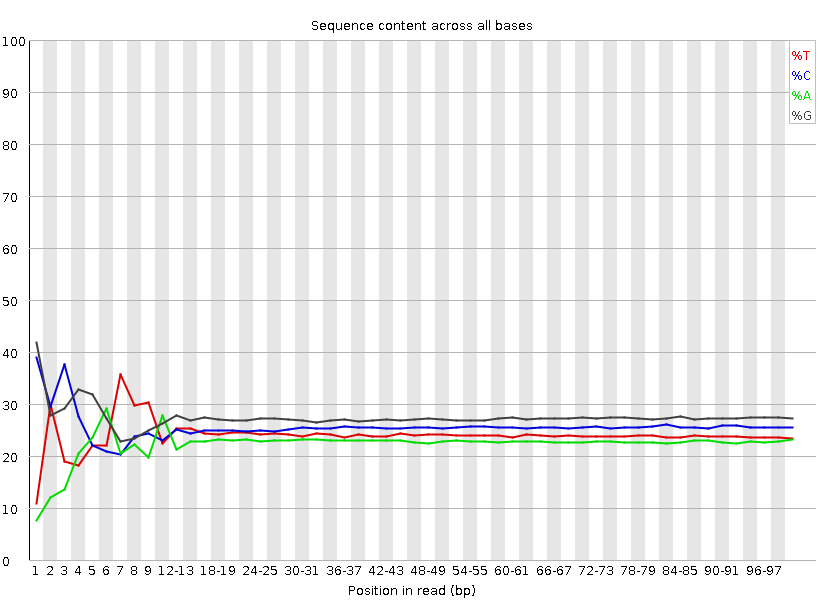 Sequence content across all bases
100
90
80
70
60
50
40
30
20
10
0
%T
%C
%A
%G
1 2 3 4 5 6 7 8 9 12-13 18-19 24-25 30-31 36-37 42-43 48-49 54-55 60-61 66-67 72-73 78-79 84-85 90-91 96-97
Position in read (bp)